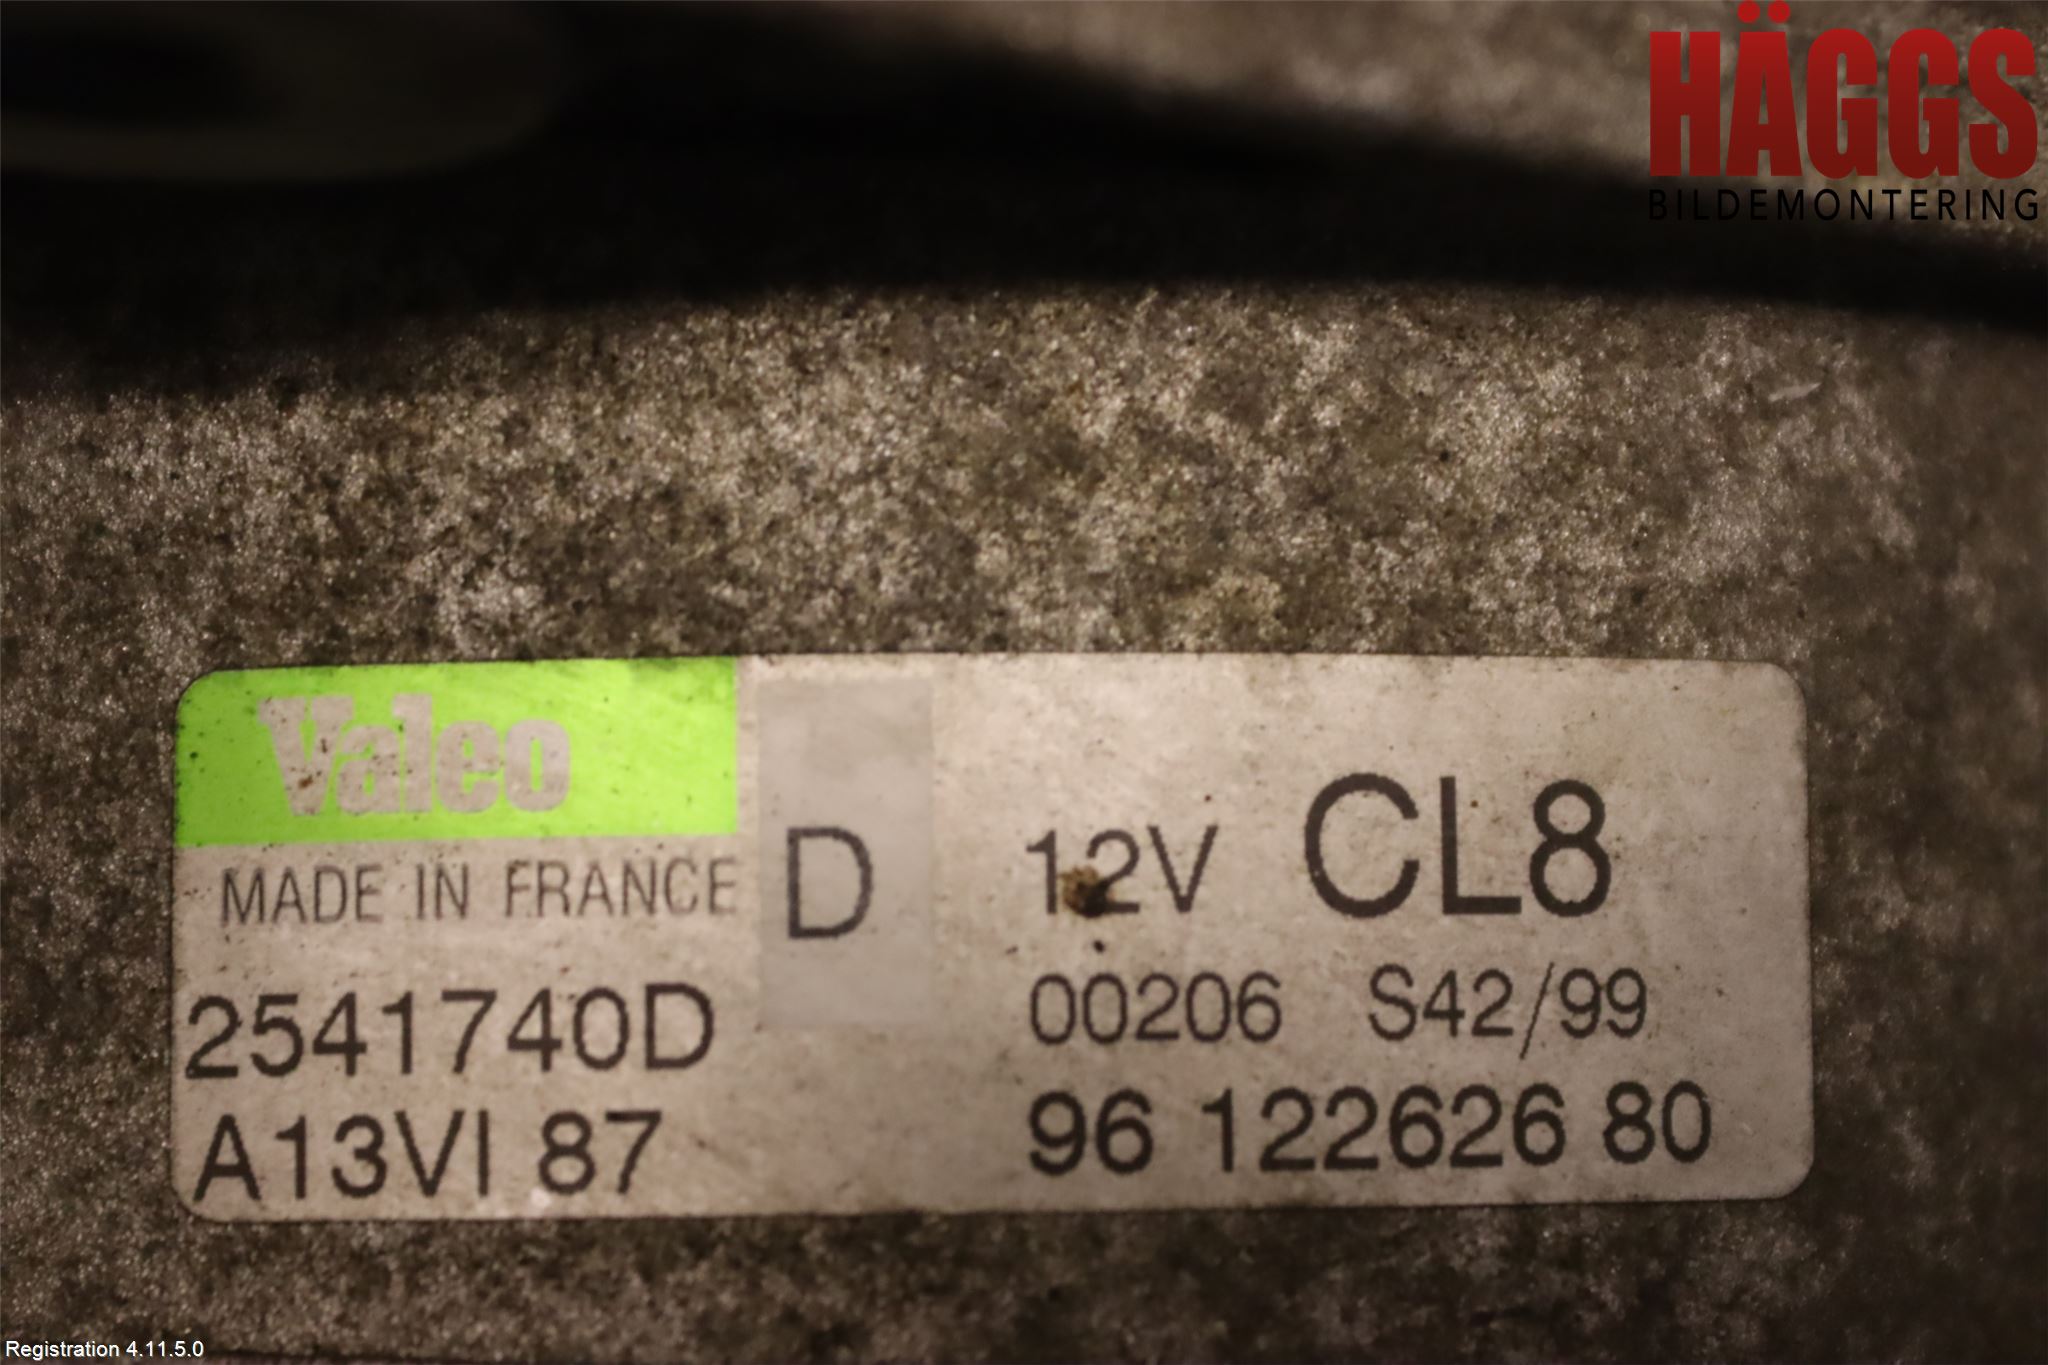 HÄGGS
BILDEMONTERING
Valeo
MADE IN FRANCE
D
12V CL8
2541740D
00206 S42/99
A13VI 87
96 122626 80
Registration 4.11.5.0